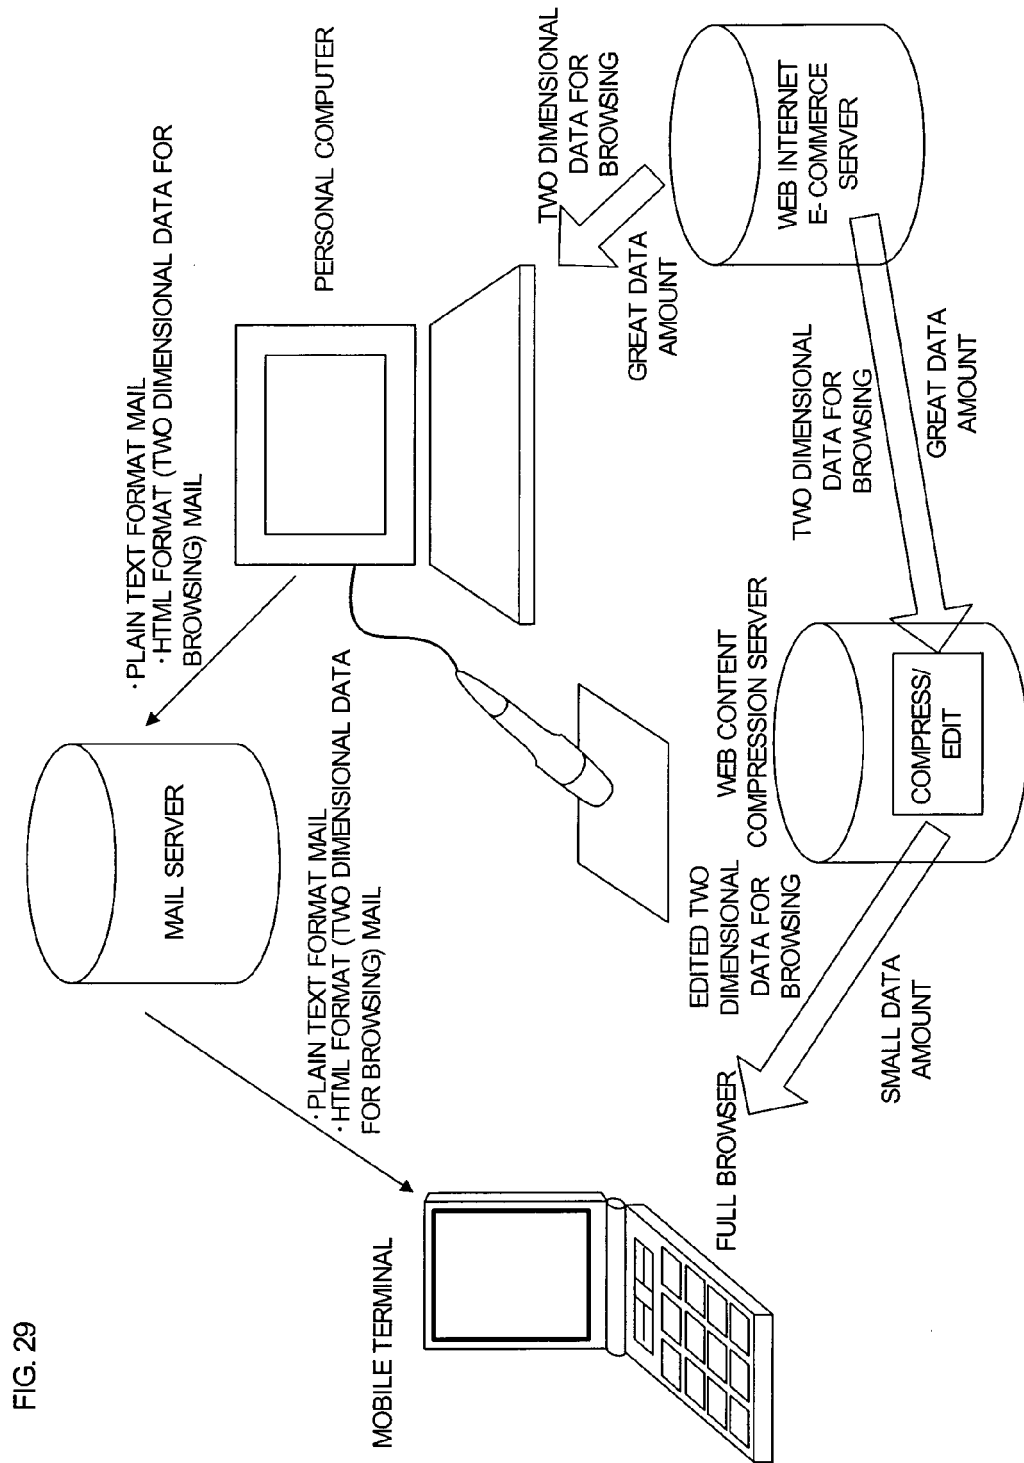 FIG. 29
MOBILE TERMINAL
MAIL SERVER
· PLAIN TEXT FORMAT MAIL
· HTML FORMAT (TWO DIMENSIONAL DATA FOR
BROWSING) MAIL
· PLAIN TEXT FORMAT MAIL
· HTML FORMAT (TWO DIMENSIONAL DATA
FOR BROWSING) MAIL
PERSONAL COMPUTER
TWO DIMENSIONAL
DATA FOR
BROWSING
GREAT DATA
AMOUNT
WEB INTERNET
E- COMMERCE
SERVER
TWO DIMENSIONAL
DATA FOR
BROWSING
GREAT DATA
AMOUNT
WEB CONTENT
COMPRESSION SERVER
COMPRESS/
EDIT
EDITED TWO
DIMENSIONAL
DATA FOR
BROWSING
SMALL DATA
AMOUNT
FULL BROWSER